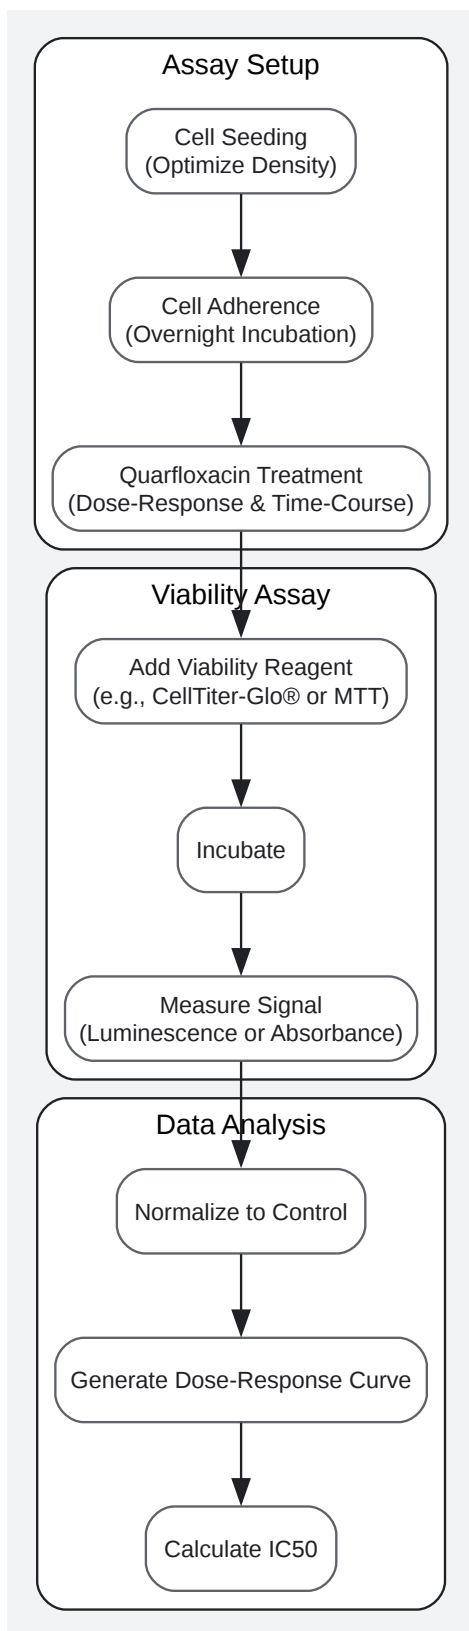 Assay Setup
Cell Seeding
(Optimize Density)
Cell Adherence
(Overnight Incubation)
Quarfloxacin Treatment
(Dose-Response & Time-Course)
Viability Assay
Add Viability Reagent
(e.g., CellTiter-Glo® or MTT)
Incubate
Measure Signal
(Luminescence or Absorbance)
Data Analysis
Normalize to Control
Generate Dose-Response Curve
Calculate IC50